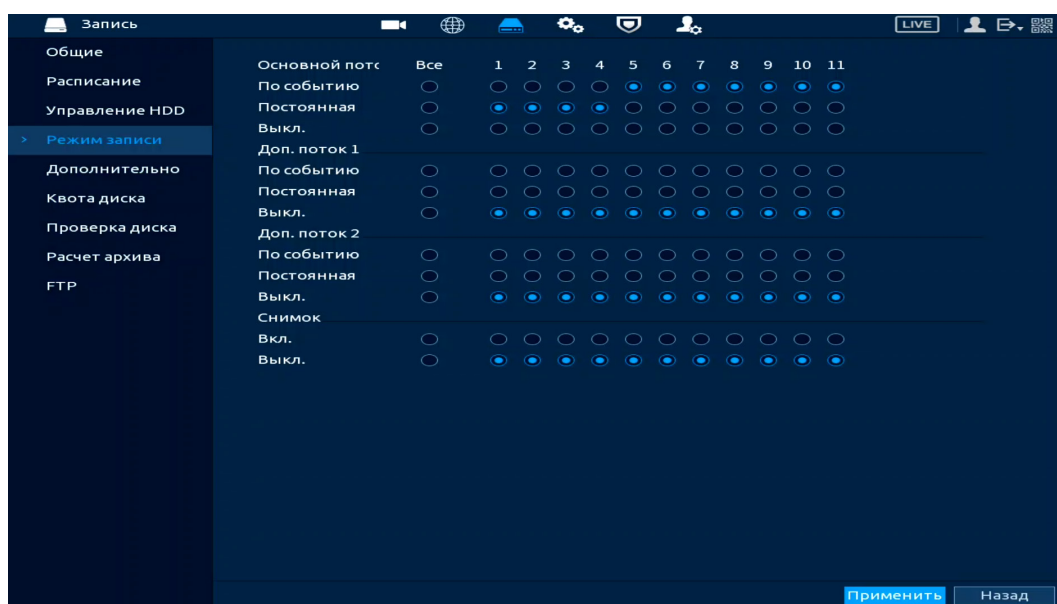 Запись LIVE
Общие
Расписание
Управление HDD
> Режим записи
Дополнительно
Квота диска
Проверка диска
Расчет архива
FTP
Основной пото Все 1 2 3 4 5 6 7 8 9 10 11
По событию
Постоянная
Выкл.
Доп. поток 1
По событию
Постоянная
Выкл.
Доп. поток 2
По событию
Постоянная
Выкл.
Снимок
Вкл.
Выкл.
Применить Назад